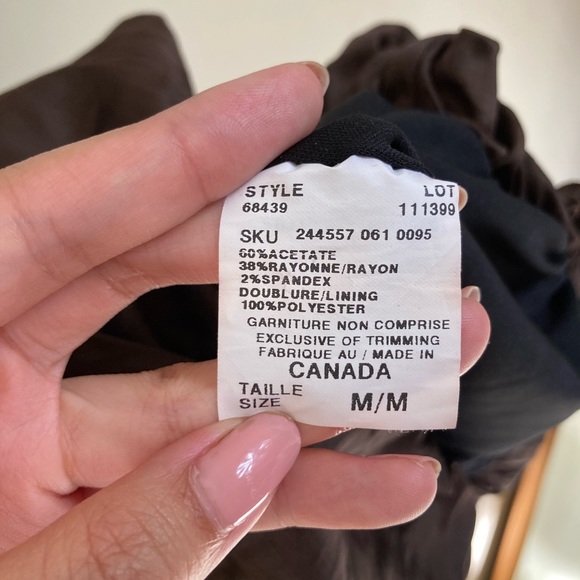 STYLE LOT
68439 111399
SKU 244557 061 0095
60%ACETATE
38%RAYONNE/RAYON
2%SPANDEX
DOUBLURE/LINING
100%POLYESTER
GARNITURE NON COMPRISE
EXCLUSIVE OF TRIMMING
FABRIQUE AU / MADE IN
CANADA
TAILLE
SIZE M/M